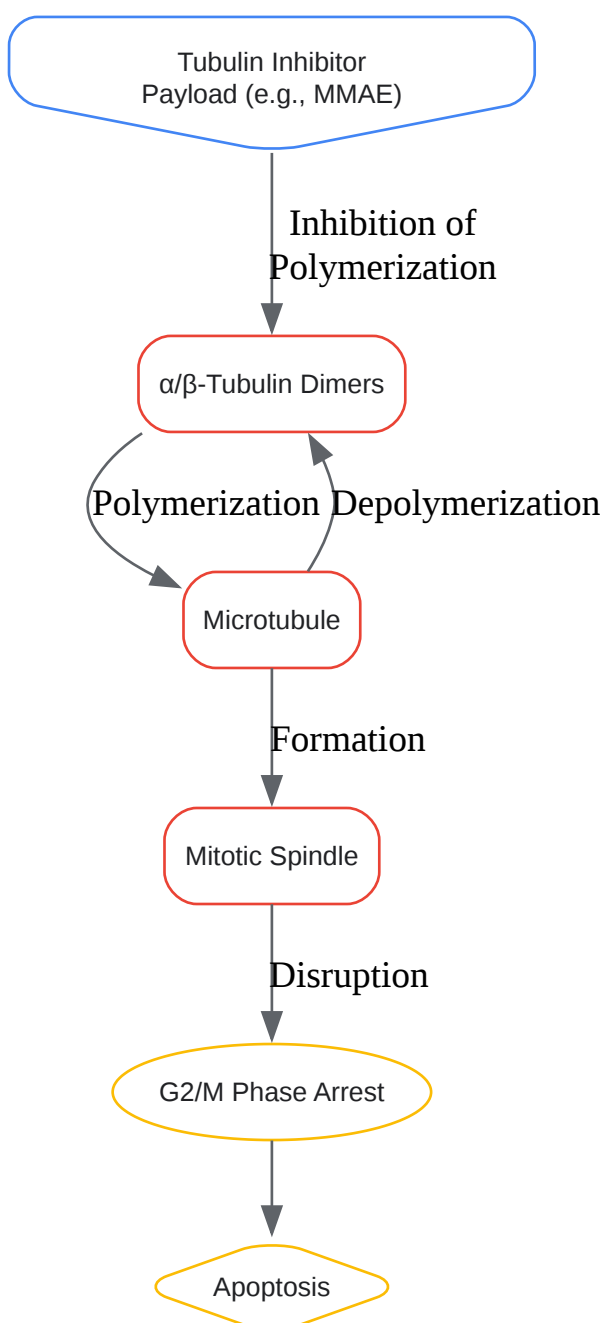 Tubulin Inhibitor
Payload (e.g., MMAE)
Inhibition of
Polymerization
α/β-Tubulin Dimers
Polymerization
Depolymerization
Microtubule
Formation
Mitotic Spindle
Disruption
G2/M Phase Arrest
Apoptosis